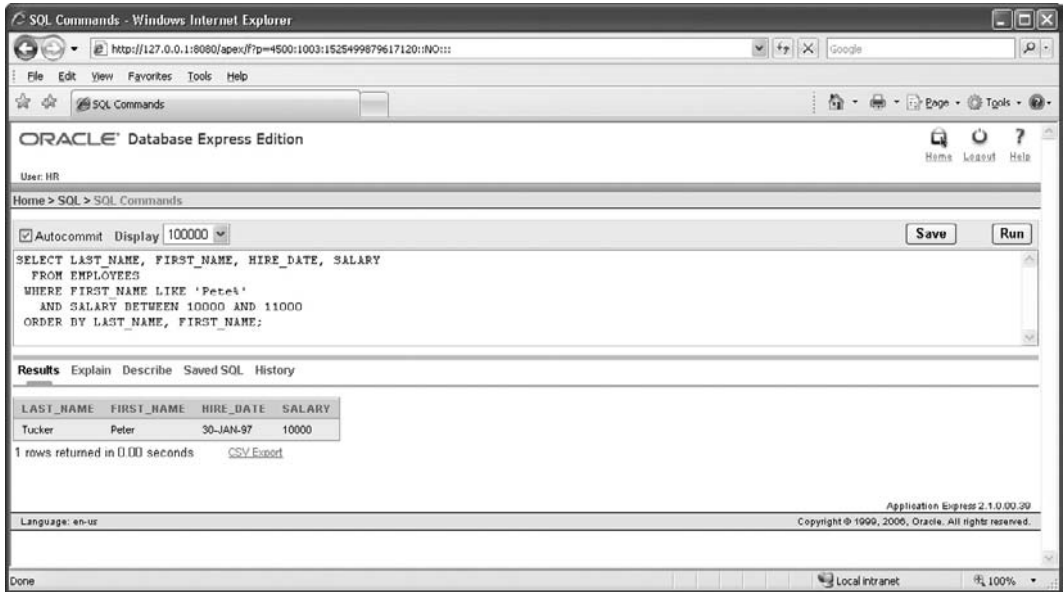 SQL Commands - Windows Internet Explorer
http://127.0.0.1:8080/apex/f?p=4500:1003:1525499879617120::NO:::
Google
File Edit View Favorites Tools Help
SQL Commands
Page Tools
ORACLE Database Express Edition
Home Logout Help
User: HR
Home > SQL > SQL Commands
Autocommit Display 100000 Save Run
SELECT LAST_NAME, FIRST_NAME, HIRE_DATE, SALARY
FROM EMPLOYEES
WHERE FIRST_NAME LIKE 'Pete%'
AND SALARY BETWEEN 10000 AND 11000
ORDER BY LAST_NAME, FIRST_NAME;
Results Explain Describe Saved SQL History
LAST_NAME FIRST_NAME HIRE_DATE SALARY
Tucker Peter 30-JAN-97 10000
1 rows returned in 0.00 seconds CSV Export
Application Express 2.1.0.00.39
Language: en-us Copyright © 1999, 2006, Oracle. All rights reserved.
Done Local intranet 100%